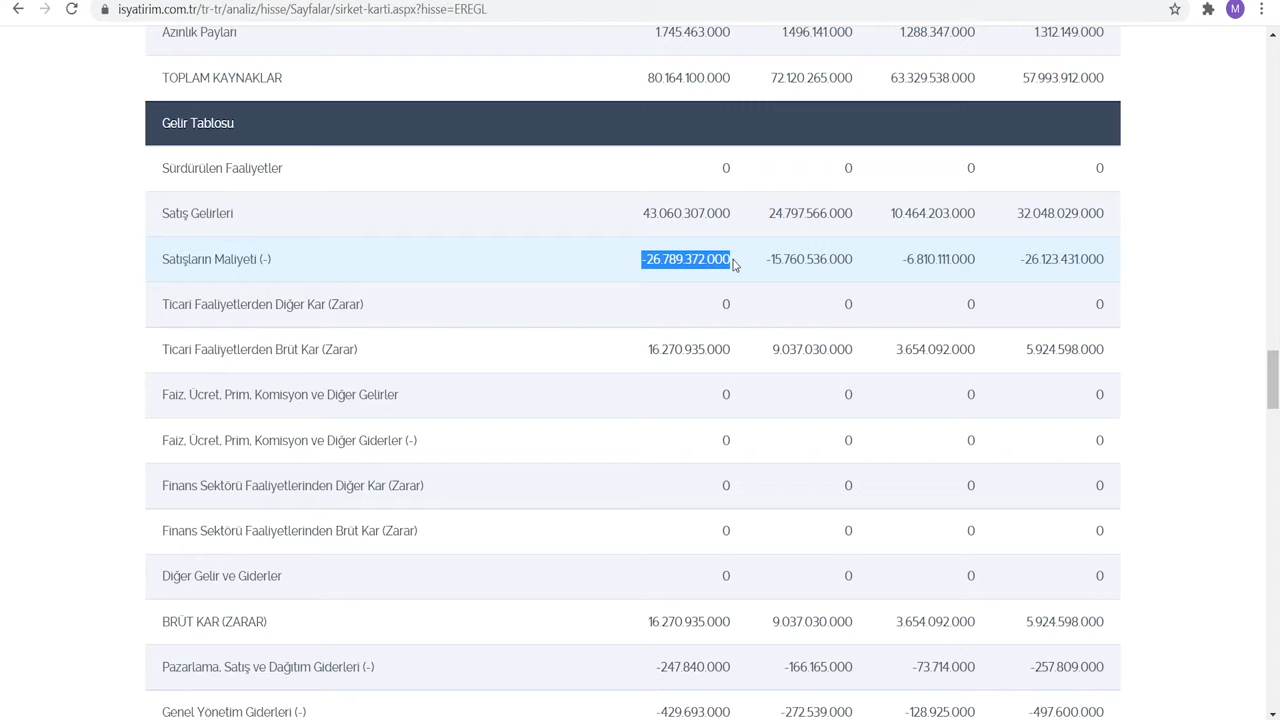 isyatirim.com.tr/tr-tr/analiz/hisse/Sayfalar/sirket-karti.aspx?hisse=EREGL
M
Azınlık Payları 1.745.463.000 1.496.141.000 1.288.347.000 1.312.149.000
TOPLAM KAYNAKLAR 80.164.100.000 72.120.265.000 63.329.538.000 57.993.912.000
Gelir Tablosu
Sürdürülen Faaliyetler 0 0 0 0
Satış Gelirleri 43.060.307.000 24.797.566.000 10.464.203.000 32.048.029.000
Satışların Maliyeti (-) -26.789.372.000 -15.760.536.000 -6.810.111.000 -26.123.431.000
Ticari Faaliyetlerden Diğer Kar (Zarar) 0 0 0 0
Ticari Faaliyetlerden Brüt Kar (Zarar) 16.270.935.000 9.037.030.000 3.654.092.000 5.924.598.000
Faiz, Ücret, Prim, Komisyon ve Diğer Gelirler 0 0 0 0
Faiz, Ücret, Prim, Komisyon ve Diğer Giderler (-) 0 0 0 0
Finans Sektörü Faaliyetlerinden Diğer Kar (Zarar) 0 0 0 0
Finans Sektörü Faaliyetlerinden Brüt Kar (Zarar) 0 0 0 0
Diğer Gelir ve Giderler 0 0 0 0
BRÜT KAR (ZARAR) 16.270.935.000 9.037.030.000 3.654.092.000 5.924.598.000
Pazarlama, Satış ve Dağıtım Giderleri (-) -247.840.000 -166.165.000 -73.714.000 -257.809.000
Genel Yönetim Giderleri (-) -429.693.000 -272.539.000 -128.925.000 -497.600.000